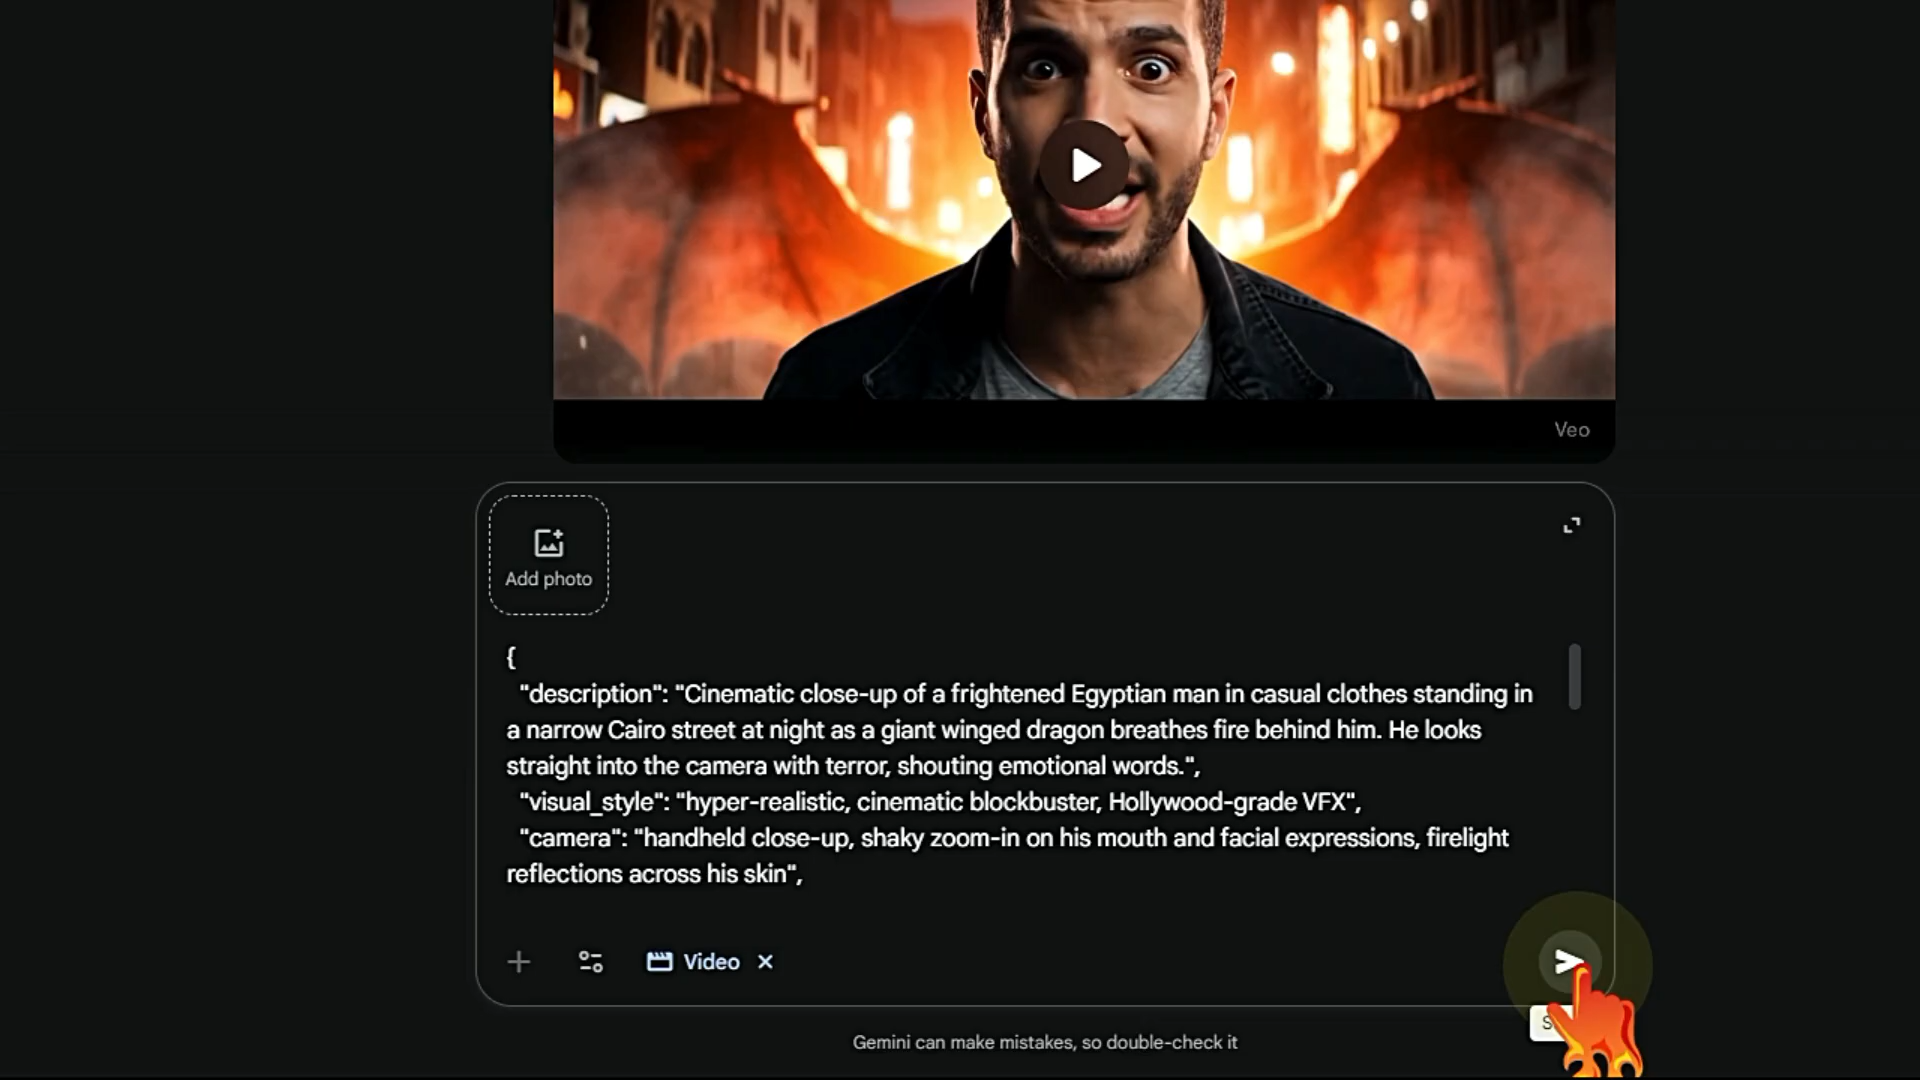 Veo
Add photo
{
"description": "Cinematic close-up of a frightened Egyptian man in casual clothes standing in
a narrow Cairo street at night as a giant winged dragon breathes fire behind him. He looks
straight into the camera with terror, shouting emotional words.",
"visual_style": "hyper-realistic, cinematic blockbuster, Hollywood-grade VFX",
"camera": "handheld close-up, shaky zoom-in on his mouth and facial expressions, firelight
reflections across his skin",
Video
Gemini can make mistakes, so double-check it